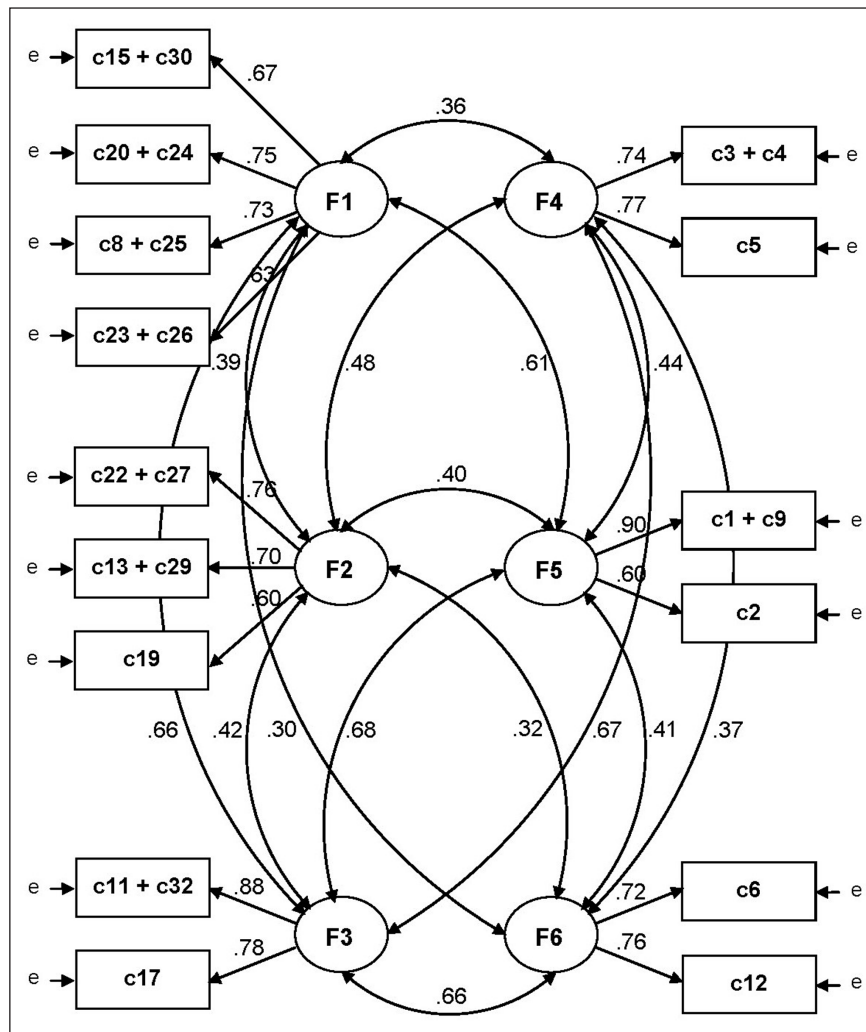 e c15 + c30
.67
.36
e c20 + c24 .75 .74 c3 + c4 e
F1 F4
.73 .77
e c8 + c25 c5 e
.63
e c23 + c26
.39 .48 .61 .44
e c22 + c27 .76 .40
.90 c1 + c9 e
e c13 + c29 .70 F2 F5
.60 .60 c2 e
e c19
.66 .42 .30 .68 .32 .67 .41 .37
e c11 + c32 .88 .72 c6 e
F3 F6
.78 .76
e c17 c12 e
.66